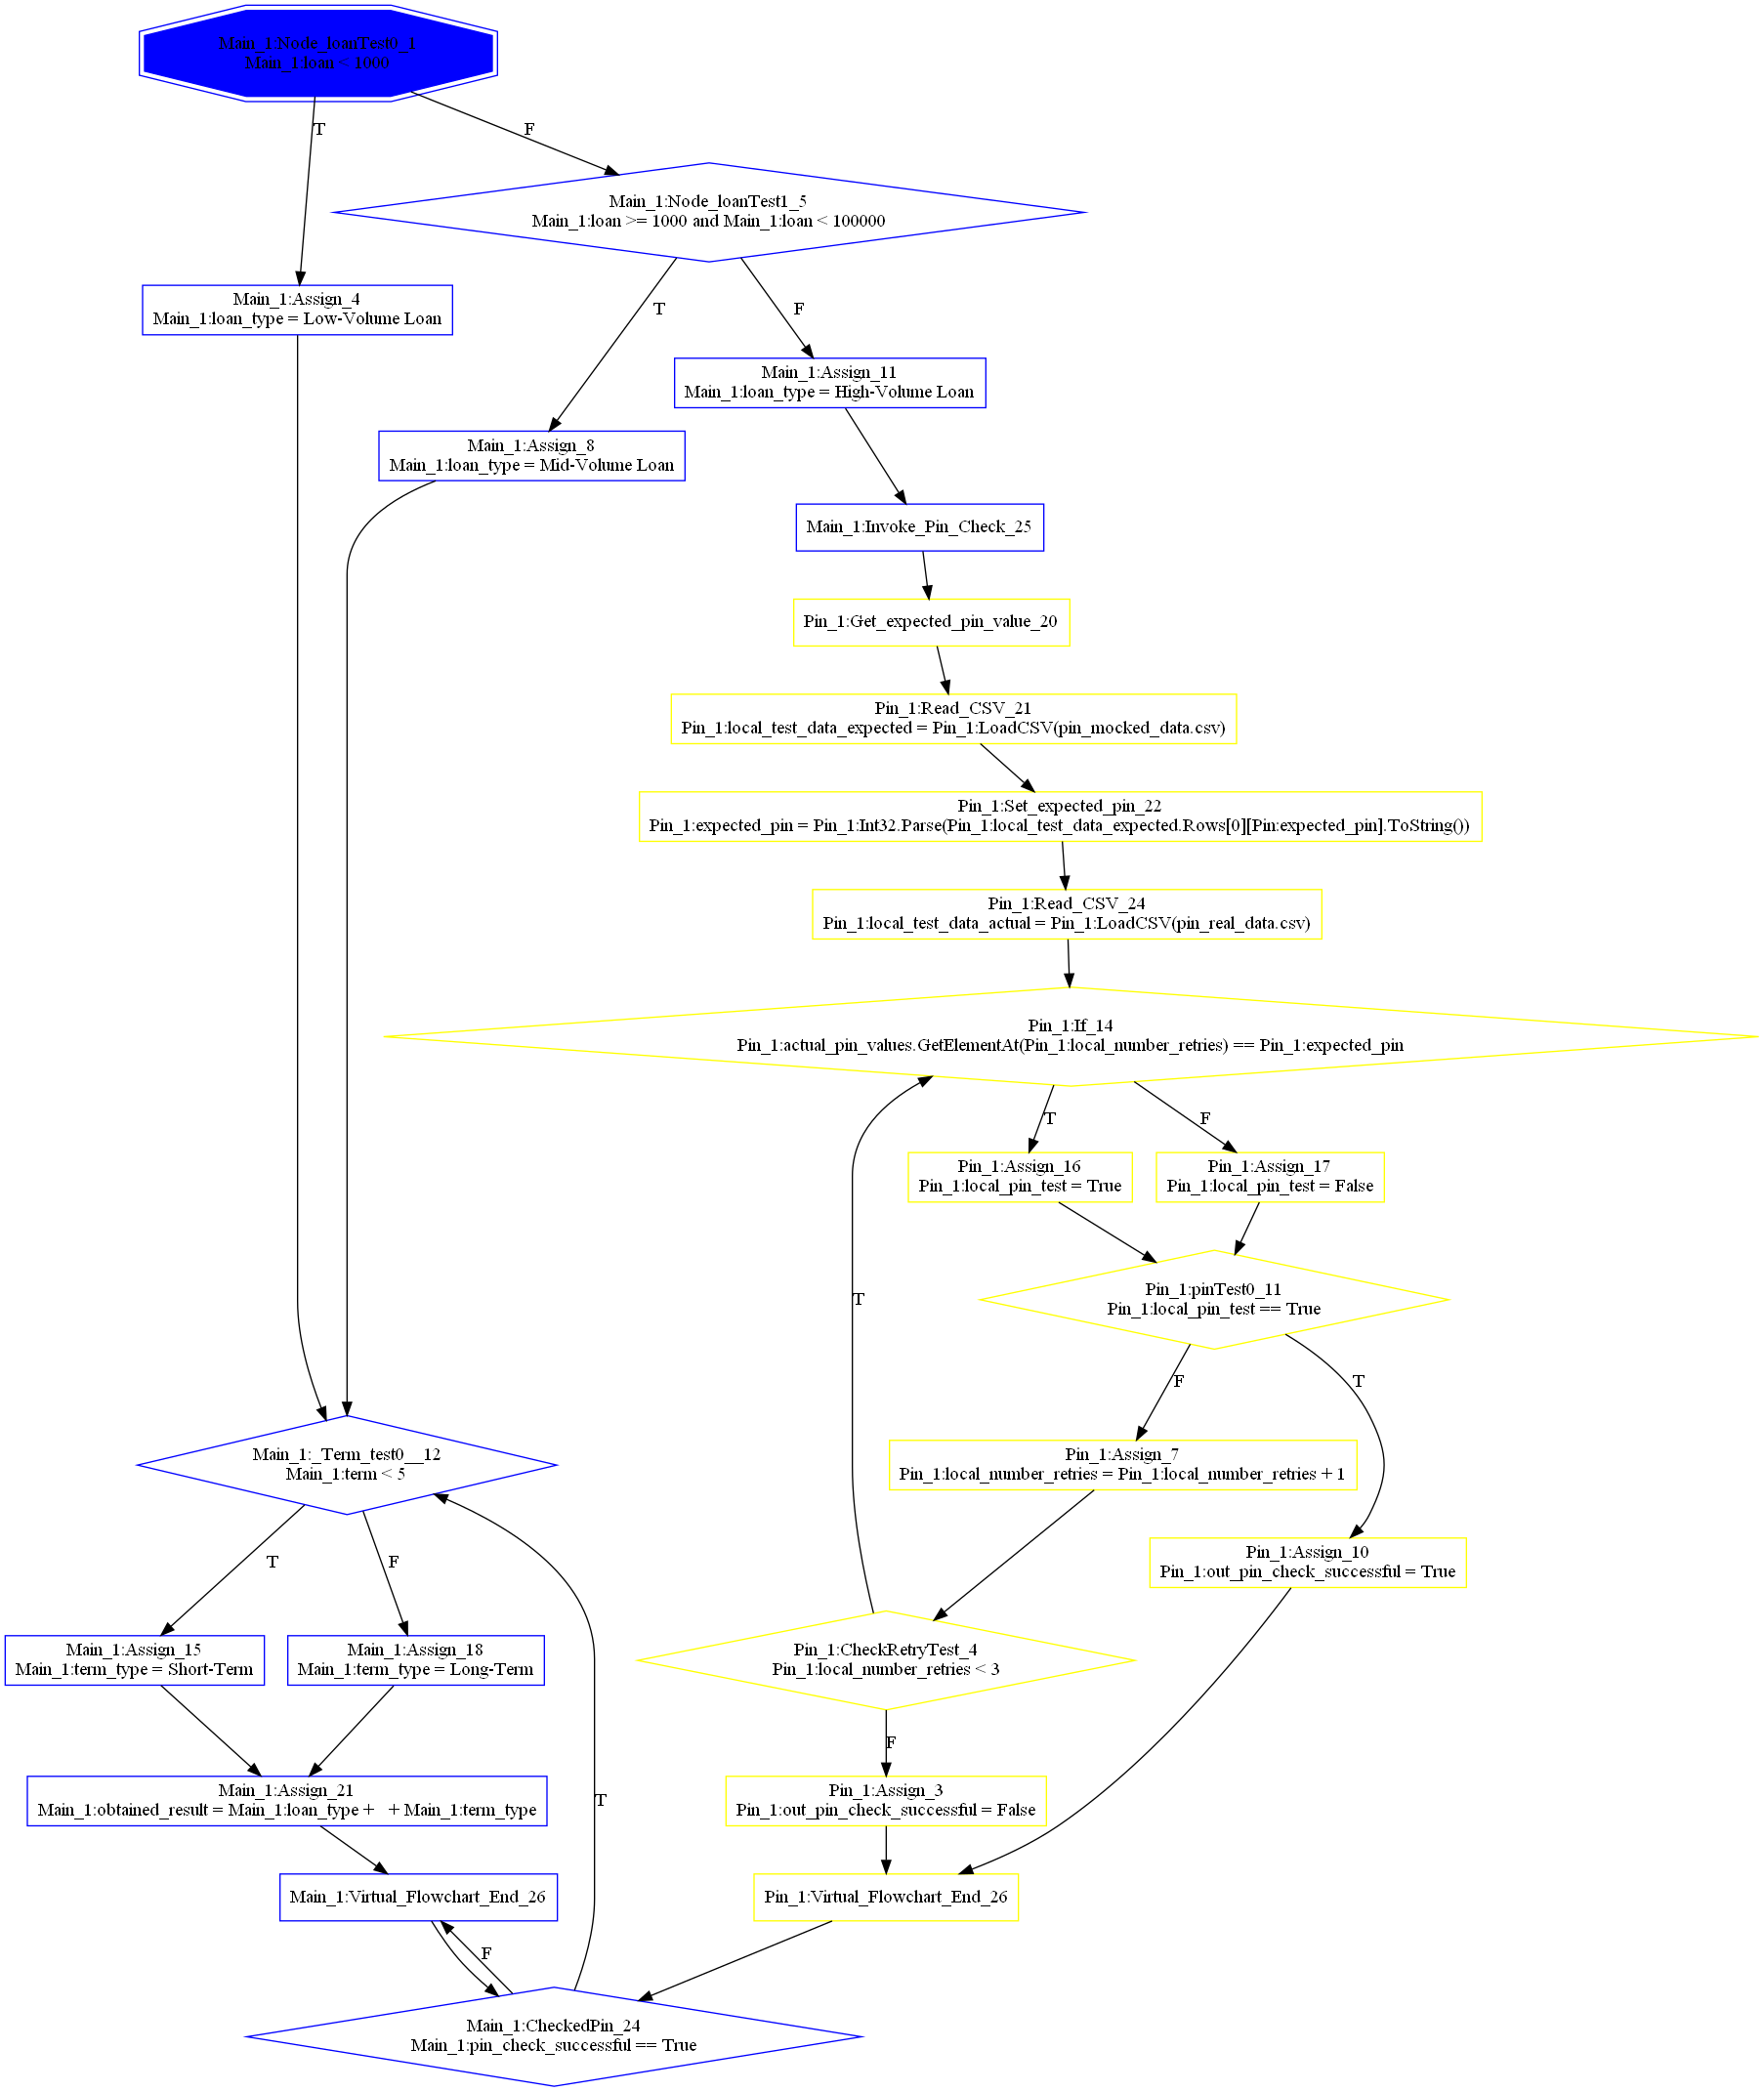 Main_1:Node_loanTest0_1
Main_1:loan < 1000
T
F
Main_1:Node_loanTest1_5
Main_1:loan >= 1000 and Main_1:loan < 100000
Main_1:Assign_4
Main_1:loan_type = Low-Volume Loan
T
F
Main_1:Assign_11
Main_1:loan_type = High-Volume Loan
Main_1:Assign_8
Main_1:loan_type = Mid-Volume Loan
Main_1:Invoke_Pin_Check_25
Pin_1:Get_expected_pin_value_20
Pin_1:Read_CSV_21
Pin_1:local_test_data_expected = Pin_1:LoadCSV(pin_mocked_data.csv)
Pin_1:Set_expected_pin_22
Pin_1:expected_pin = Pin_1:Int32.Parse(Pin_1:local_test_data_expected.Rows[0][Pin:expected_pin].ToString())
Pin_1:Read_CSV_24
Pin_1:local_test_data_actual = Pin_1:LoadCSV(pin_real_data.csv)
Pin_1:If_14
Pin_1:actual_pin_values.GetElementAt(Pin_1:local_number_retries) == Pin_1:expected_pin
T
F
Pin_1:Assign_16
Pin_1:local_pin_test = True
Pin_1:Assign_17
Pin_1:local_pin_test = False
T
Pin_1:pinTest0_11
Pin_1:local_pin_test == True
F
T
Main_1:_Term_test0__12
Main_1:term < 5
Pin_1:Assign_7
Pin_1:local_number_retries = Pin_1:local_number_retries + 1
T
F
Pin_1:Assign_10
Pin_1:out_pin_check_successful = True
Main_1:Assign_15
Main_1:term_type = Short-Term
Main_1:Assign_18
Main_1:term_type = Long-Term
Pin_1:CheckRetryTest_4
Pin_1:local_number_retries < 3
F
Main_1:Assign_21
Main_1:obtained_result = Main_1:loan_type +   + Main_1:term_type
T
Pin_1:Assign_3
Pin_1:out_pin_check_successful = False
Main_1:Virtual_Flowchart_End_26
Pin_1:Virtual_Flowchart_End_26
F
Main_1:CheckedPin_24
Main_1:pin_check_successful == True